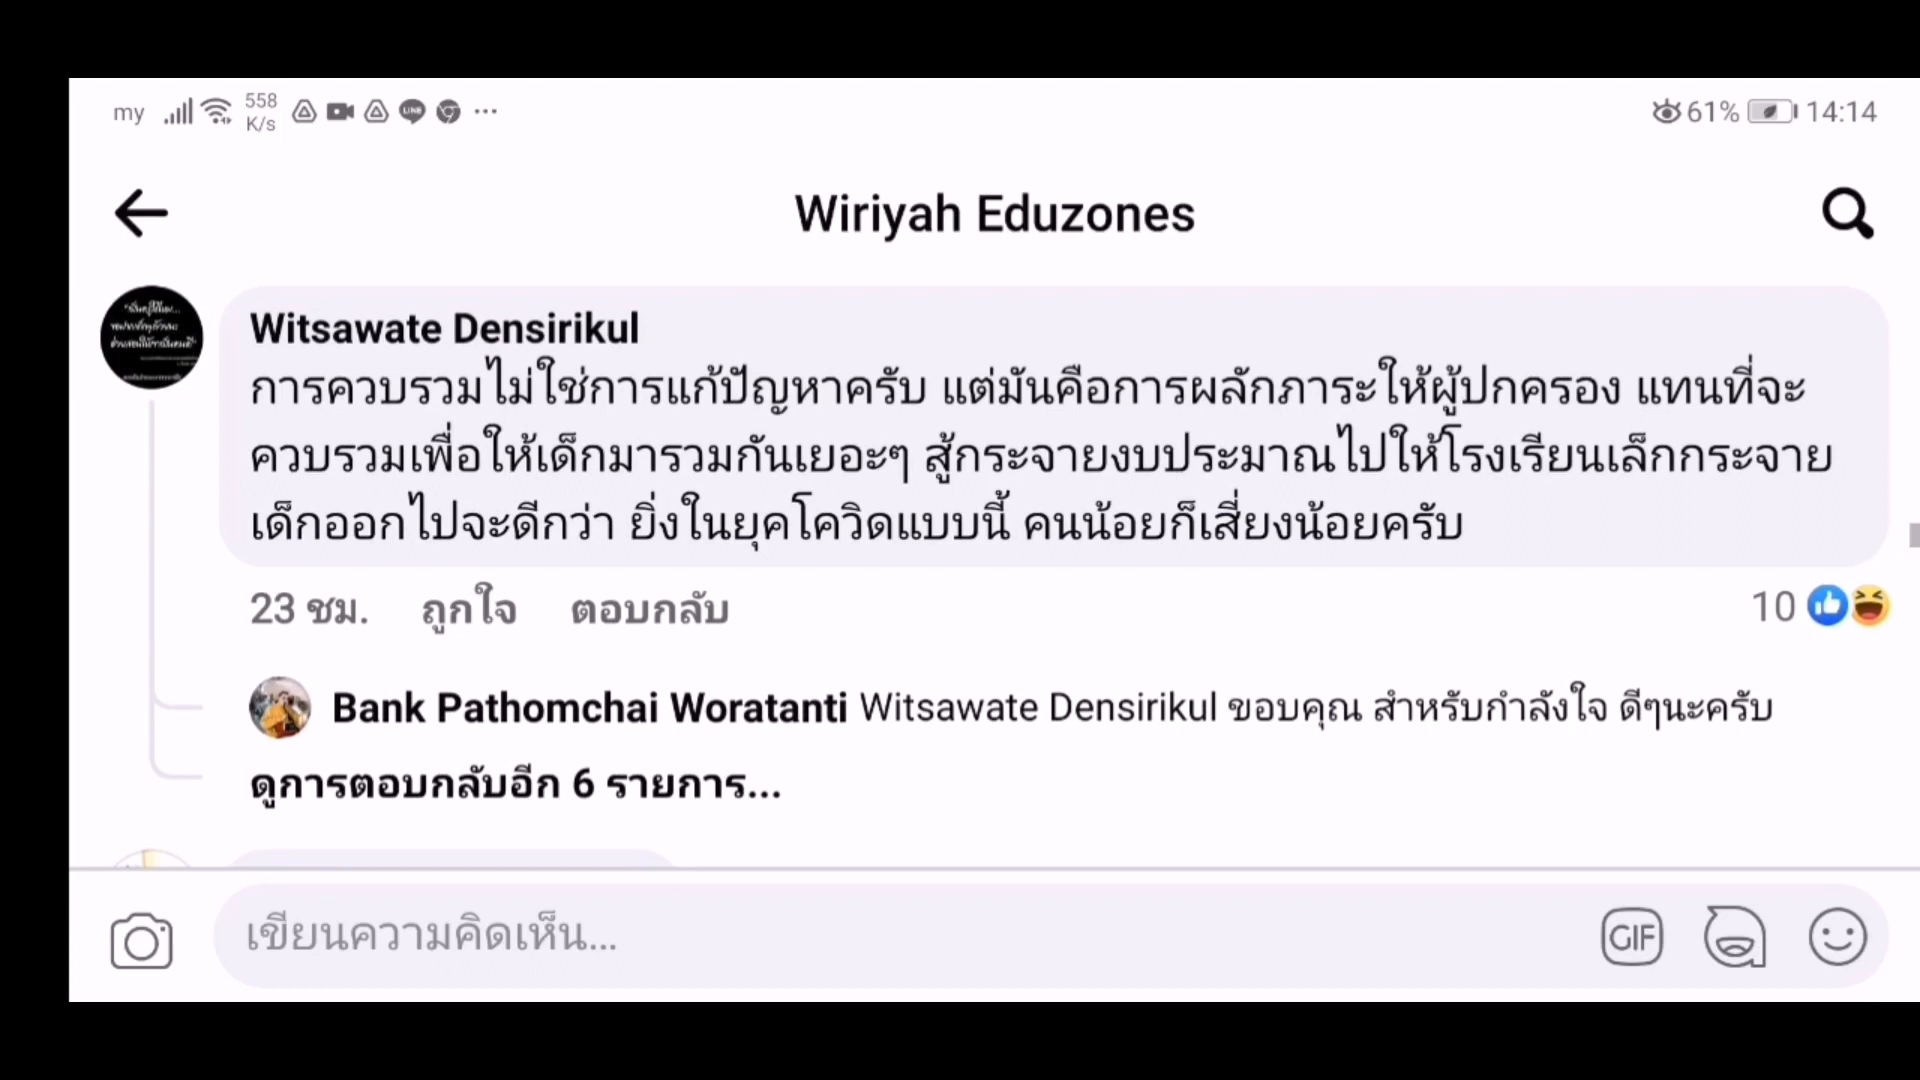 my 558 K/s LINE ... 61% 14:14
Wiriyah Eduzones
Witsawate Densirikul
การควบรวมไม่ใช่การแก้ปัญหาครับ แต่มันคือการผลักภาระให้ผู้ปกครอง แทนที่จะ
ควบรวมเพื่อให้เด็กมารวมกันเยอะๆ สู้กระจายงบประมาณไปให้โรงเรียนเล็กกระจาย
เด็กออกไปจะดีกว่า ยิ่งในยุคโควิดแบบนี้ คนน้อยก็เสี่ยงน้อยครับ
23 ชม. ถูกใจ ตอบกลับ 10
Bank Pathomchai Woratanti Witsawate Densirikul ขอบคุณ สำหรับกำลังใจ ดีๆนะครับ
ดูการตอบกลับอีก 6 รายการ...
เขียนความคิดเห็น... GIF